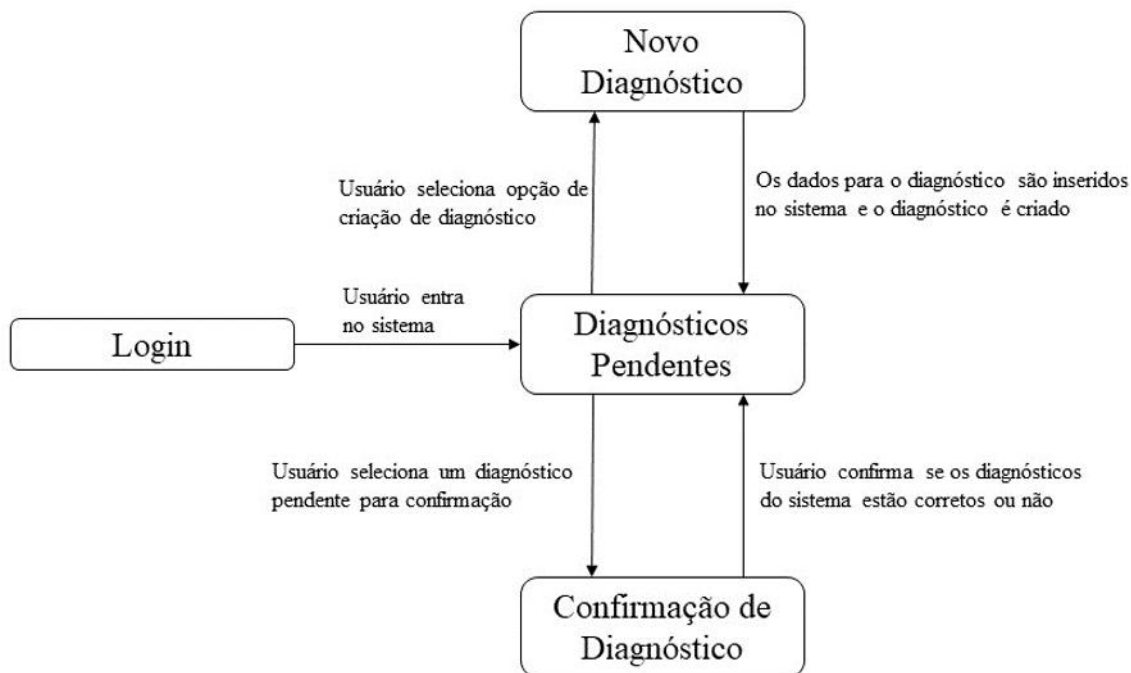 Novo
Diagnóstico
Usuário seleciona opção de
criação de diagnóstico
Os dados para o diagnóstico são inseridos
no sistema e o diagnóstico é criado
Usuário entra
no sistema
Login
Diagnósticos
Pendentes
Usuário seleciona um diagnóstico
pendente para confirmação
Usuário confirma se os diagnósticos
do sistema estão corretos ou não
Confirmação de
Diagnóstico